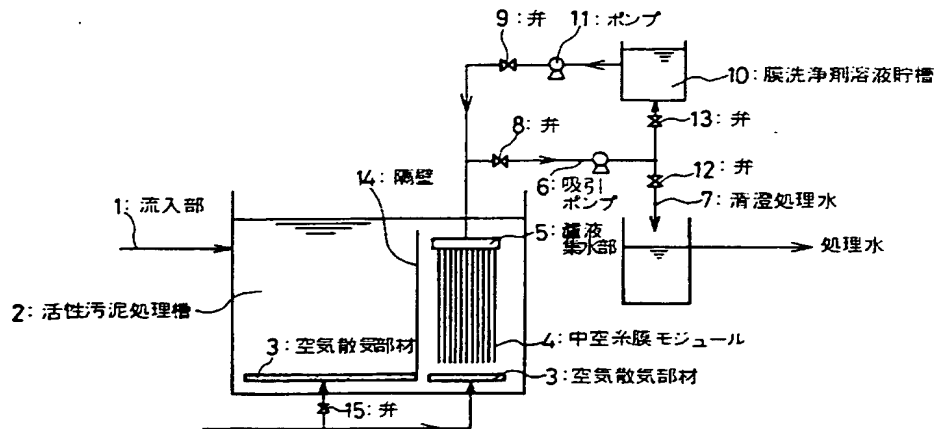 9:弁
11:ポンプ
10:膜洗浄剤溶液貯槽
13:弁
8:弁
12:弁
6:吸引
ポンプ
7:清澄処理水
14:隔壁
1:流入部
5:濾液
集水部
処理水
2:活性汚泥処理槽
4:中空糸膜モジュール
3:空気散気部材
3:空気散気部材
15:弁